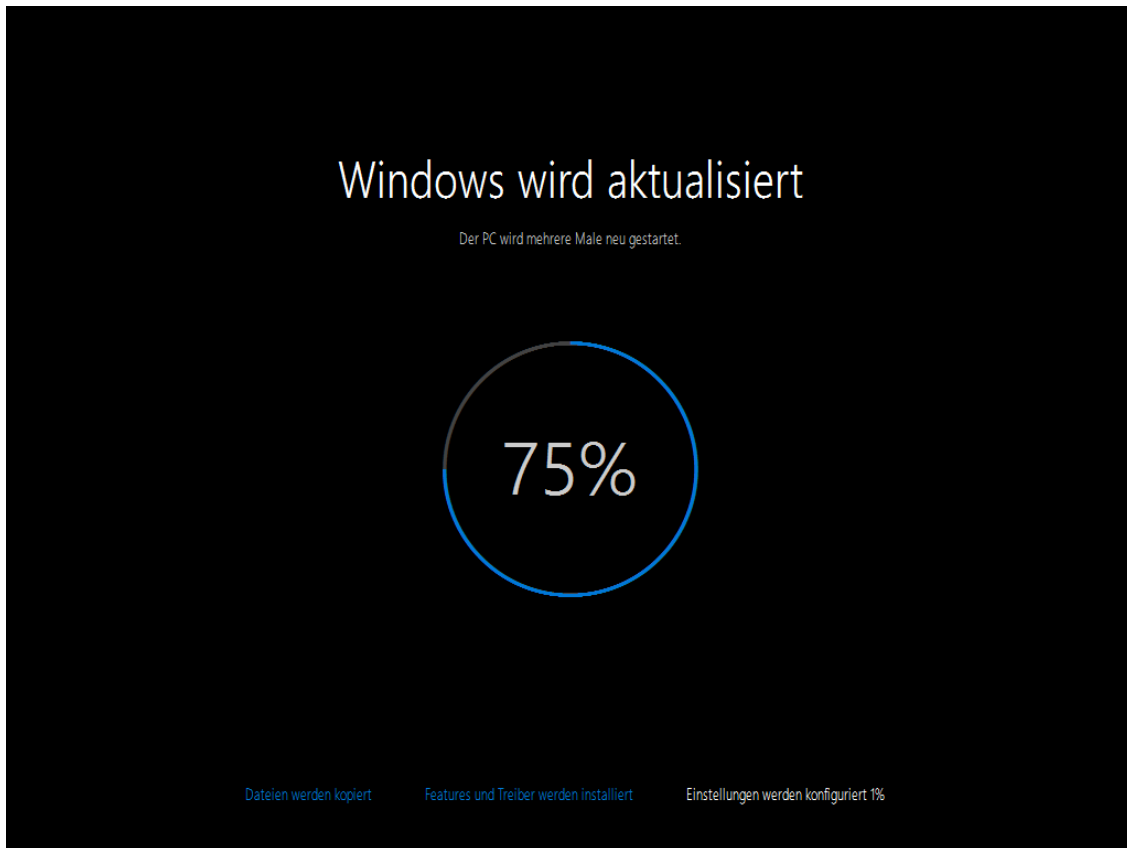 Windows wird aktualisiert
Der PC wird mehrere Male neu gestartet.
75%
Dateien werden kopiert Features und Treiber werden installiert Einstellungen werden konfiguriert 1%